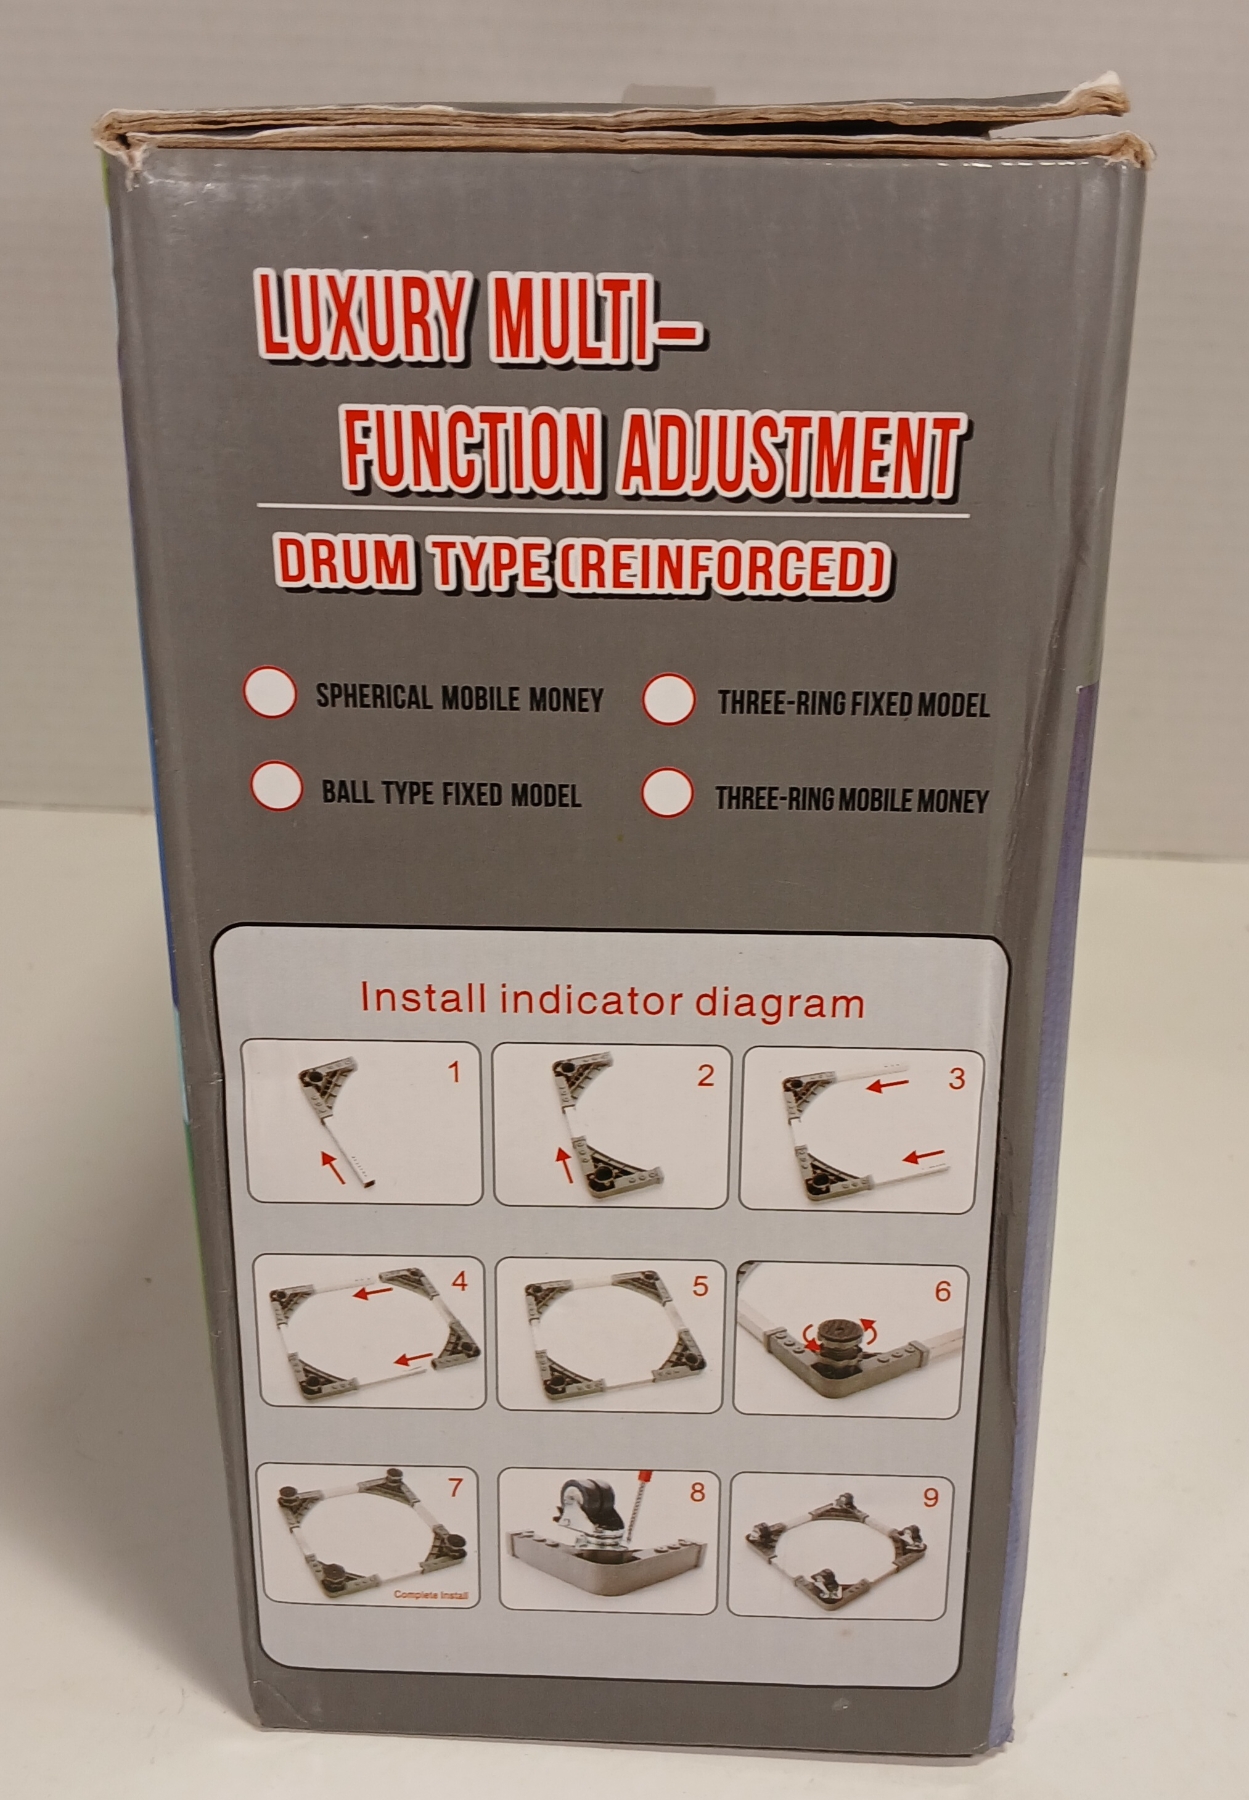 LUXURY MULTI-
FUNCTION ADJUSTMENT
DRUM TYPE (REINFORCED)
SPHERICAL MOBILE MONEY
THREE-RING FIXED MODEL
BALL TYPE FIXED MODEL
THREE-RING MOBILE MONEY
Install indicator diagram
1
2
3
4
5
6
7
Complete Install
8
9